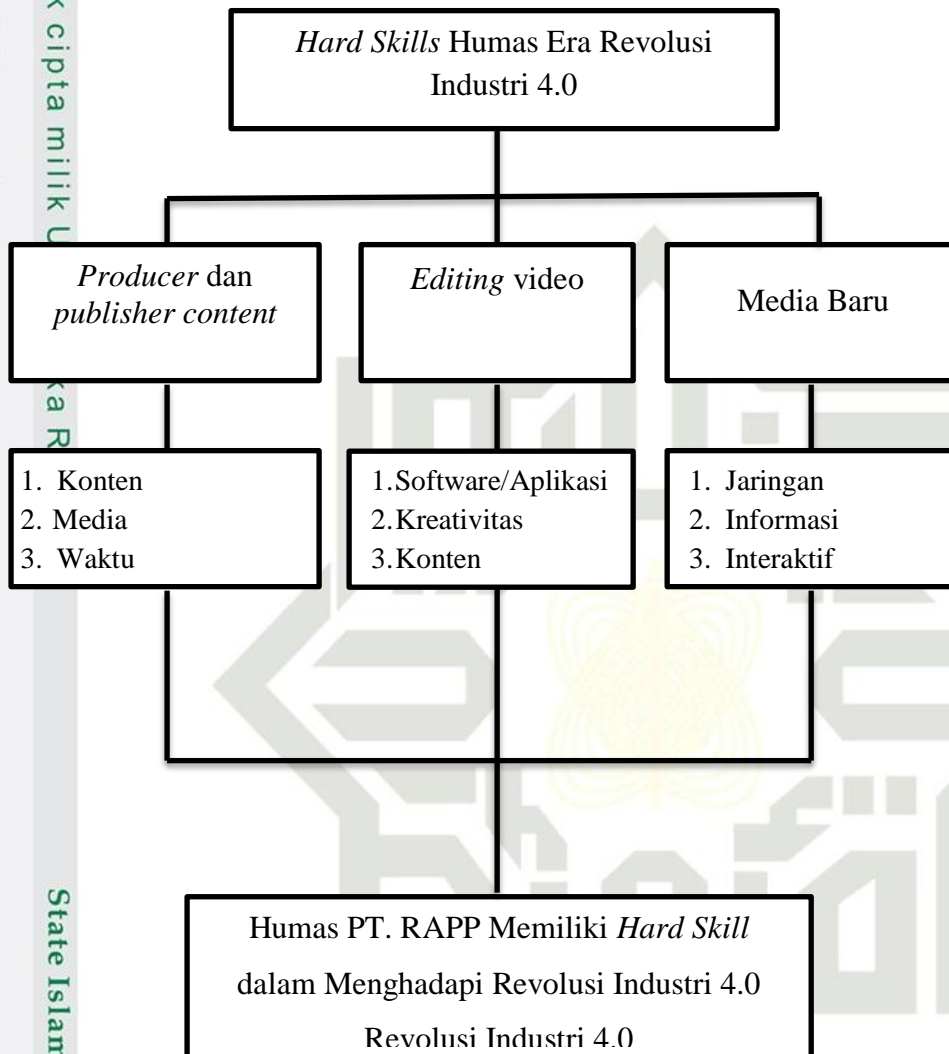 Hard Skills Humas Era Revolusi
Industri 4.0
Producer dan
publisher content
Editing video
Media Baru
1. Konten
2. Media
3. Waktu
1.Software/Aplikasi
2.Kreativitas
3.Konten
1. Jaringan
2. Informasi
3. Interaktif
Humas PT. RAPP Memiliki Hard Skill
dalam Menghadapi Revolusi Industri 4.0
Revolusi Industri 4.0
cipta milik
State Islam